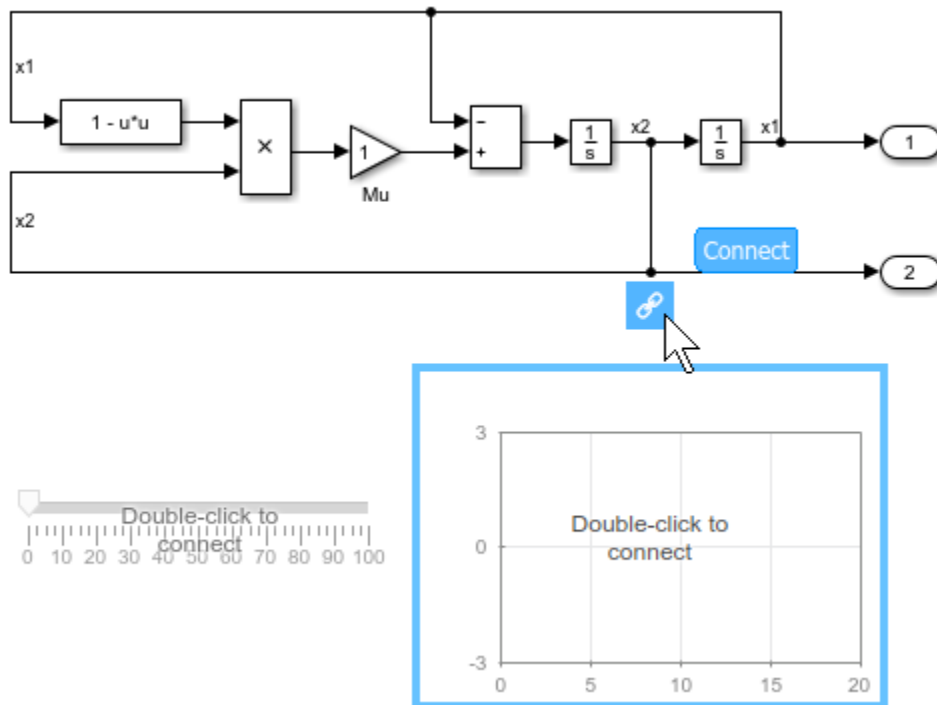 x1
1 - u*u
×
1
Mu
−
+
1
s
x2
1
s
x1
1
x2
Connect
2
Double-click to
connect
0 10 20 30 40 50 60 70 80 90 100
3
Double-click to
connect
0
-3
0 5 10 15 20